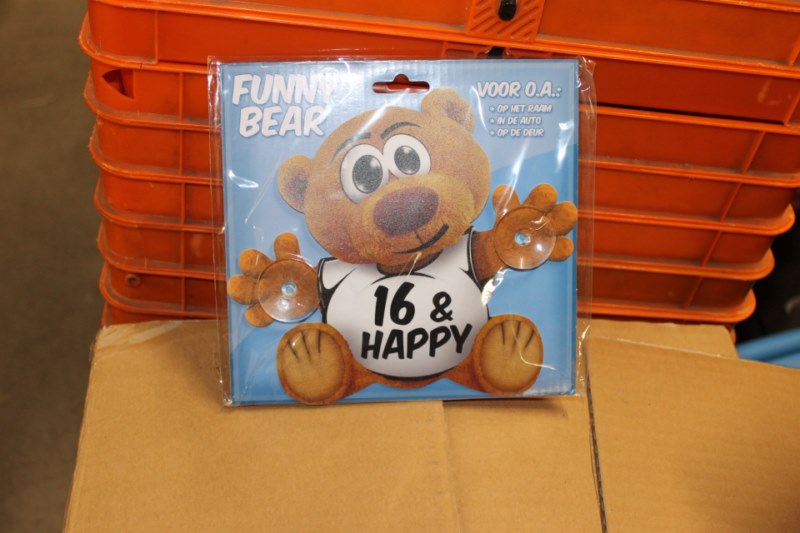 FUNNY
BEAR
VOOR O.A.:
• OP HET RAAM
• IN DE AUTO
• OP DE DEUR
16 &
HAPPY